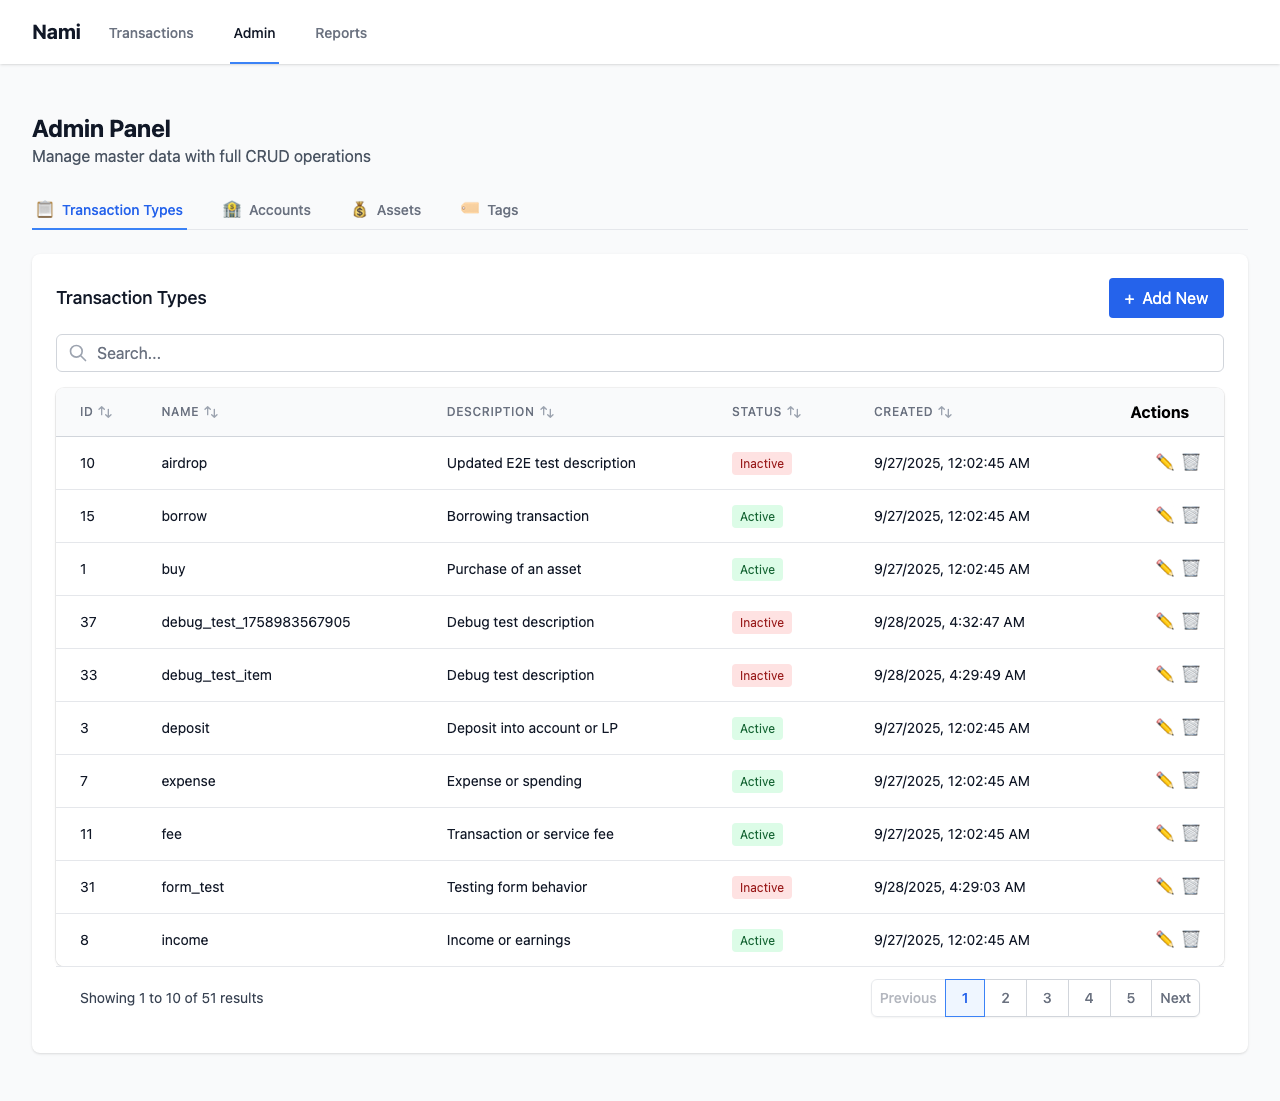 Nami Transactions Admin Reports
Admin Panel
Manage master data with full CRUD operations
Transaction Types Accounts Assets Tags
Transaction Types + Add New
Search...
ID NAME DESCRIPTION STATUS CREATED Actions
10 airdrop Updated E2E test description Inactive 9/27/2025, 12:02:45 AM
15 borrow Borrowing transaction Active 9/27/2025, 12:02:45 AM
1 buy Purchase of an asset Active 9/27/2025, 12:02:45 AM
37 debug_test_1758983567905 Debug test description Inactive 9/28/2025, 4:32:47 AM
33 debug_test_item Debug test description Inactive 9/28/2025, 4:29:49 AM
3 deposit Deposit into account or LP Active 9/27/2025, 12:02:45 AM
7 expense Expense or spending Active 9/27/2025, 12:02:45 AM
11 fee Transaction or service fee Active 9/27/2025, 12:02:45 AM
31 form_test Testing form behavior Inactive 9/28/2025, 4:29:03 AM
8 income Income or earnings Active 9/27/2025, 12:02:45 AM
Showing 1 to 10 of 51 results Previous 1 2 3 4 5 Next